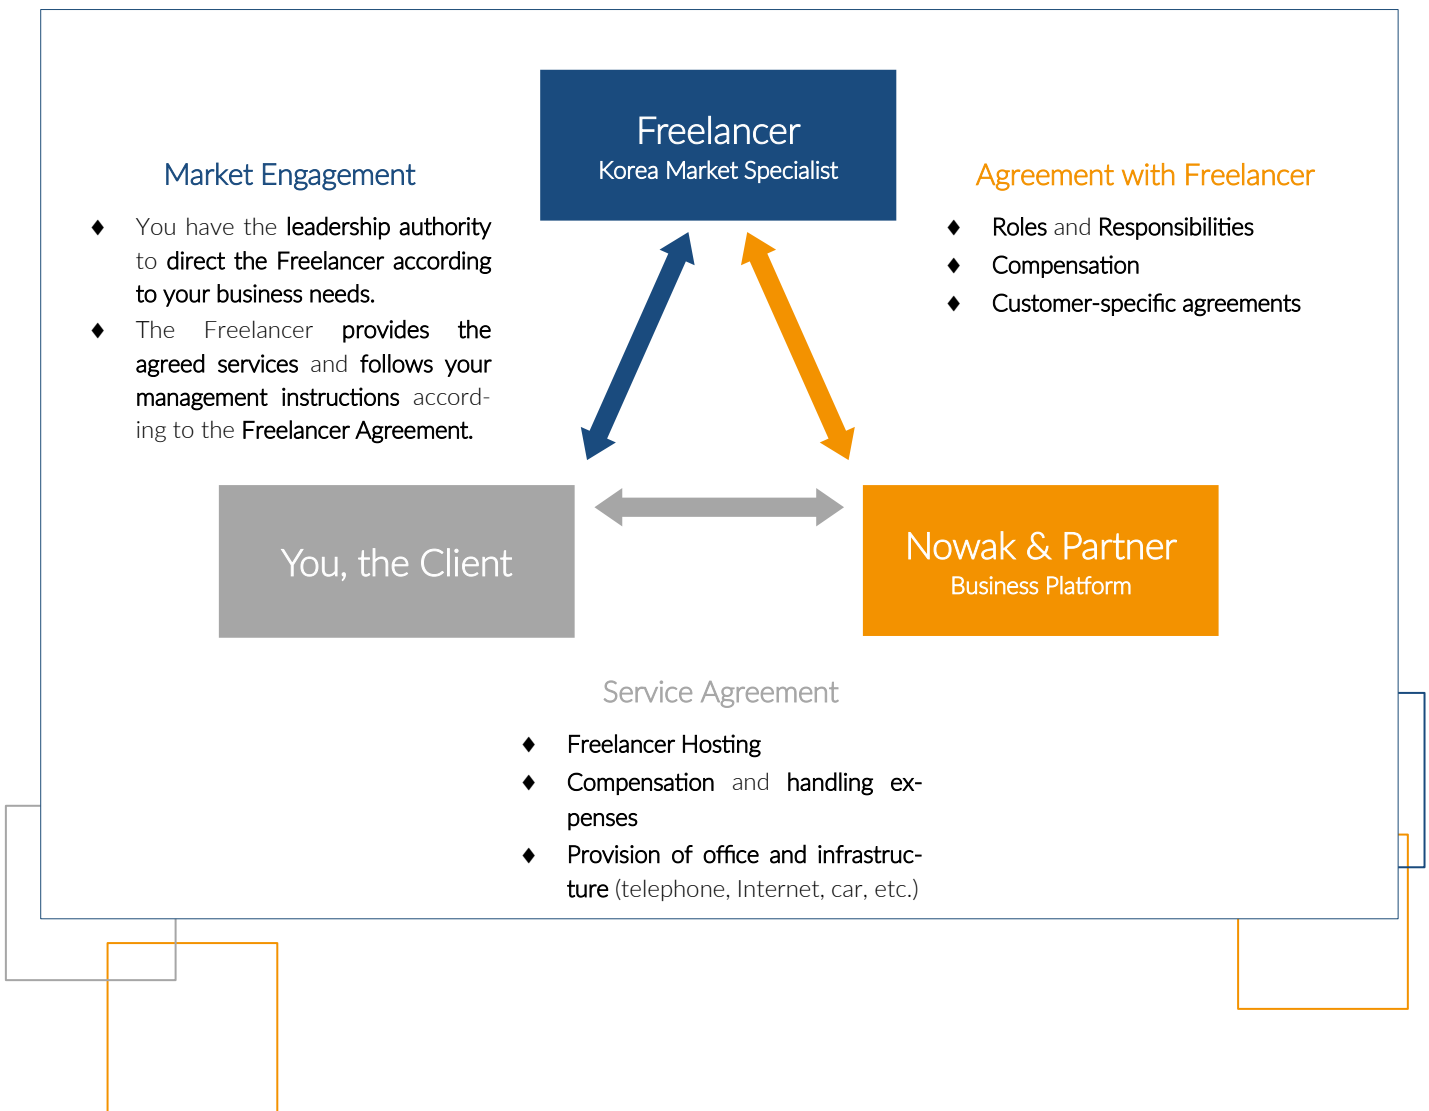 Freelancer
Korea Market Specialist
Market Engagement
♦ You have the leadership authority
to direct the Freelancer according
to your business needs.
♦ The Freelancer provides the
agreed services and follows your
management instructions accord-
ing to the Freelancer Agreement.
Agreement with Freelancer
♦ Roles and Responsibilities
♦ Compensation
♦ Customer-specific agreements
You, the Client
Nowak & Partner
Business Platform
Service Agreement
♦ Freelancer Hosting
♦ Compensation and handling ex-
penses
♦ Provision of office and infrastruc-
ture (telephone, Internet, car, etc.)